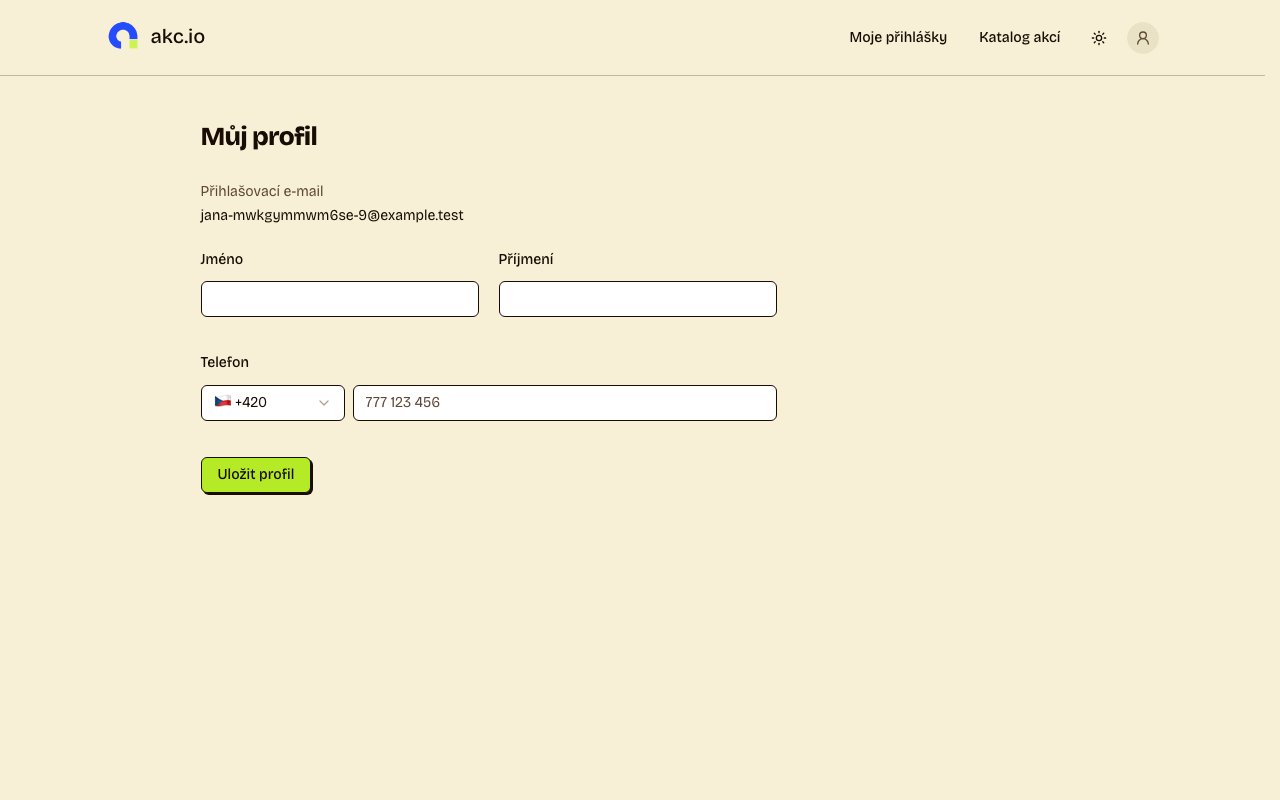 akc.io
Moje přihlášky
Katalog akcí
Můj profil
Přihlašovací e-mail
jana-mwkgymmwm6se-9@example.test
Jméno
Příjmení
Telefon
+420
777 123 456
Uložit profil